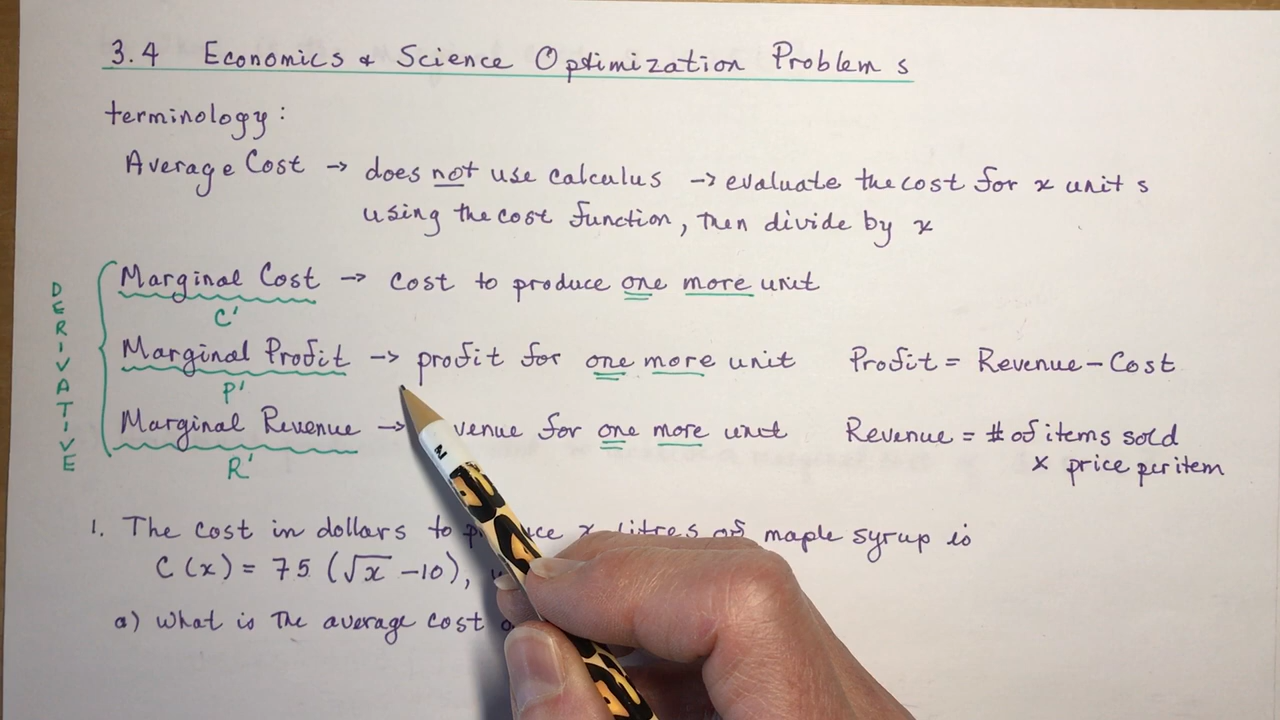 3.4 Economics & Science Optimization Problems
terminology:
Average Cost → does not use calculus → evaluate the cost for x units
using the cost function, then divide by x
DERIVATIVE
Marginal Cost → cost to produce one more unit
C'
Marginal Profit → profit for one more unit Profit = Revenue - Cost
P'
Marginal Revenue → venue for one more unit Revenue = # of items sold
R' × price per item
1. The cost in dollars to x litres of maple syrup is
C(x) = 75 (√x - 10),
a) What is the average cost